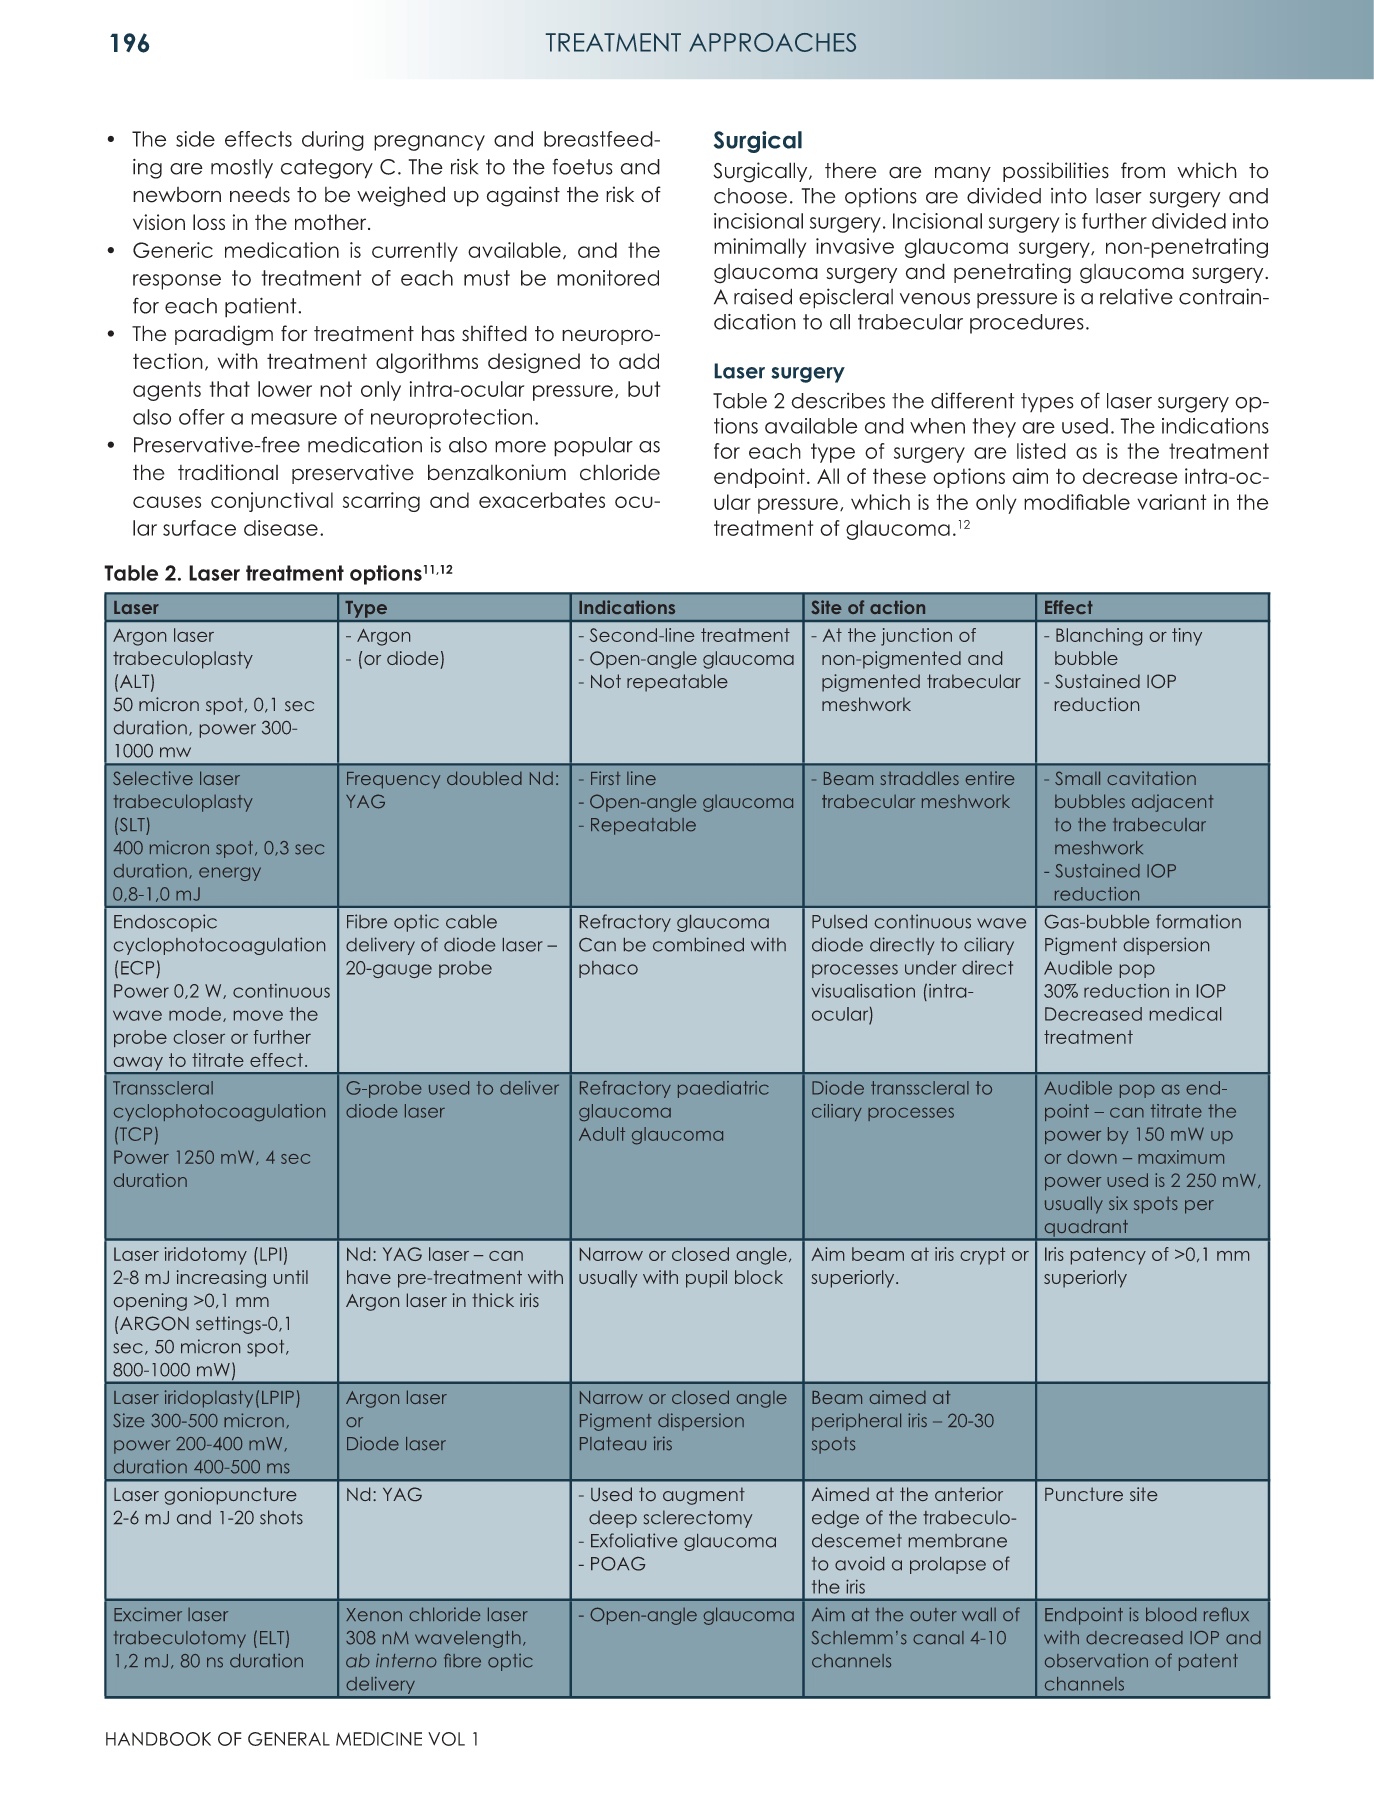 196
TREATMENT APPROACHES
• The side effects during pregnancy and breastfeed-
ing are mostly category C. The risk to the foetus and
newborn needs to be weighed up against the risk of
vision loss in the mother.
• Generic medication is currently available, and the
response to treatment of each must be monitored
for each patient.
• The paradigm for treatment has shifted to neuropro-
tection, with treatment algorithms designed to add
agents that lower not only intra-ocular pressure, but
also offer a measure of neuroprotection.
• Preservative-free medication is also more popular as
the traditional preservative benzalkonium chloride
causes conjunctival scarring and exacerbates ocu-
lar surface disease.
Surgical
Surgically, there are many possibilities from which to
choose. The options are divided into laser surgery and
incisional surgery. Incisional surgery is further divided into
minimally invasive glaucoma surgery, non-penetrating
glaucoma surgery and penetrating glaucoma surgery.
A raised episcleral venous pressure is a relative contrain-
dication to all trabecular procedures.
Laser surgery
Table 2 describes the different types of laser surgery op-
tions available and when they are used. The indications
for each type of surgery are listed as is the treatment
endpoint. All of these options aim to decrease intra-oc-
ular pressure, which is the only modifiable variant in the
treatment of glaucoma.12
Table 2. Laser treatment options11,12
Laser
Type
Indications
Site of action
Effect
Argon laser
trabeculoplasty
(ALT)
50 micron spot, 0,1 sec
duration, power 300-
1000 mw
- Argon
- (or diode)
- Second-line treatment
- Open-angle glaucoma
- Not repeatable
- At the junction of
non-pigmented and
pigmented trabecular
meshwork
- Blanching or tiny
bubble
- Sustained IOP
reduction
Selective laser
trabeculoplasty
(SLT)
400 micron spot, 0,3 sec
duration, energy
0,8-1,0 mJ
Frequency doubled Nd:
YAG
- First line
- Open-angle glaucoma
- Repeatable
- Beam straddles entire
trabecular meshwork
- Small cavitation
bubbles adjacent
to the trabecular
meshwork
- Sustained IOP
reduction
Endoscopic
cyclophotocoagulation
(ECP)
Power 0,2 W, continuous
wave mode, move the
probe closer or further
away to titrate effect.
Fibre optic cable
delivery of diode laser –
20-gauge probe
Refractory glaucoma
Can be combined with
phaco
Pulsed continuous wave
diode directly to ciliary
processes under direct
visualisation (intra-
ocular)
Gas-bubble formation
Pigment dispersion
Audible pop
30% reduction in IOP
Decreased medical
treatment
Transscleral
cyclophotocoagulation
(TCP)
Power 1250 mW, 4 sec
duration
G-probe used to deliver
diode laser
Refractory paediatric
glaucoma
Adult glaucoma
Diode transscleral to
ciliary processes
Audible pop as end-
point – can titrate the
power by 150 mW up
or down – maximum
power used is 2 250 mW,
usually six spots per
quadrant
Laser iridotomy (LPI)
2-8 mJ increasing until
opening >0,1 mm
(ARGON settings-0,1
sec, 50 micron spot,
800-1000 mW)
Nd: YAG laser – can
have pre-treatment with
Argon laser in thick iris
Narrow or closed angle,
usually with pupil block
Aim beam at iris crypt or
superiorly.
Iris patency of >0,1 mm
superiorly
Laser iridoplasty(LPIP)
Size 300-500 micron,
power 200-400 mW,
duration 400-500 ms
Argon laser
or
Diode laser
Narrow or closed angle
Pigment dispersion
Plateau iris
Beam aimed at
peripheral iris – 20-30
spots
Laser goniopuncture
2-6 mJ and 1-20 shots
Nd: YAG
- Used to augment
deep sclerectomy
- Exfoliative glaucoma
- POAG
Aimed at the anterior
edge of the trabeculo-
descemet membrane
to avoid a prolapse of
the iris
Puncture site
Excimer laser
trabeculotomy (ELT)
1,2 mJ, 80 ns duration
Xenon chloride laser
308 nM wavelength,
ab interno fibre optic
delivery
- Open-angle glaucoma
Aim at the outer wall of
Schlemm's canal 4-10
channels
Endpoint is blood reflux
with decreased IOP and
observation of patent
channels
HANDBOOK OF GENERAL MEDICINE VOL 1